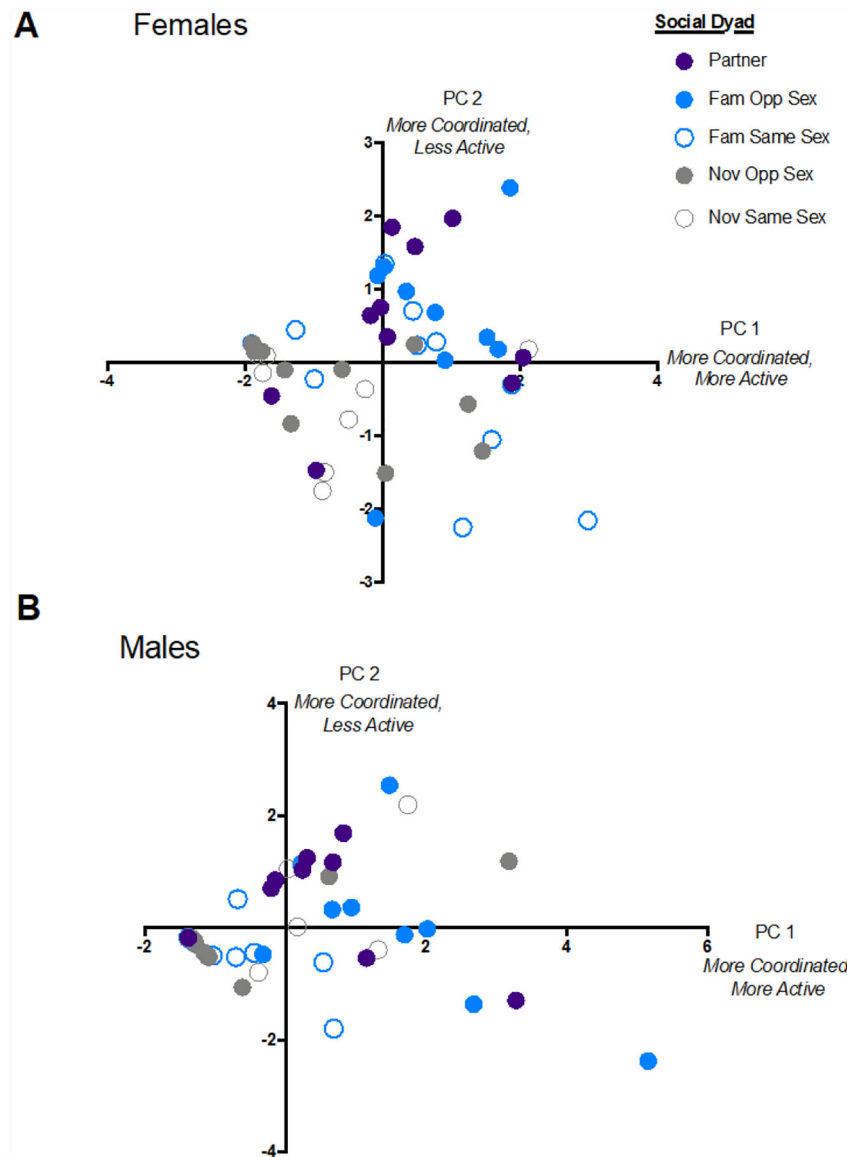 A
Females
Social Dyad
Partner
Fam Opp Sex
Fam Same Sex
Nov Opp Sex
Nov Same Sex
PC 2
More Coordinated,
Less Active
3
2
1
PC 1
-4
-2
2
4
More Coordinated,
More Active
-1
-2
-3
B
Males
PC 2
4
More Coordinated,
Less Active
2
-2
2
4
6
PC 1
More Coordinated
More Active
-2
-4